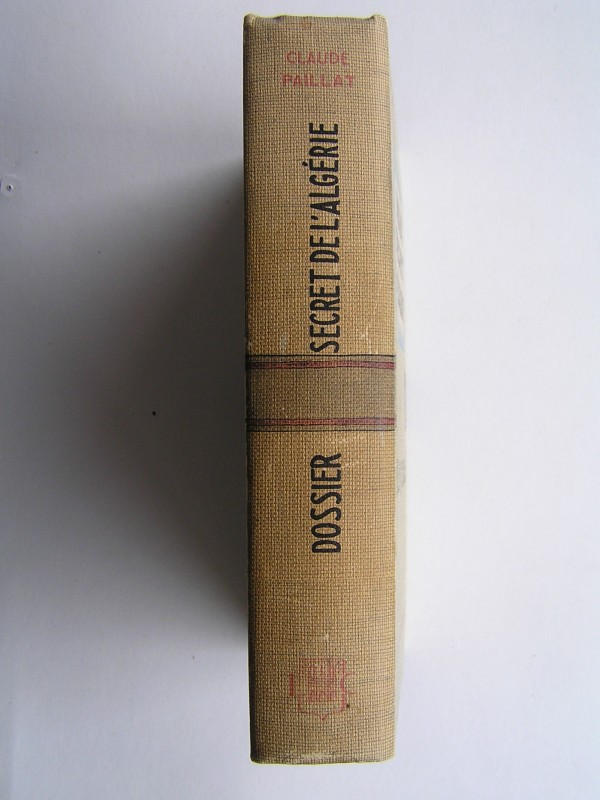 CLAUDE
PAILLAT
DOSSIER SECRET DE L'ALGÉRIE